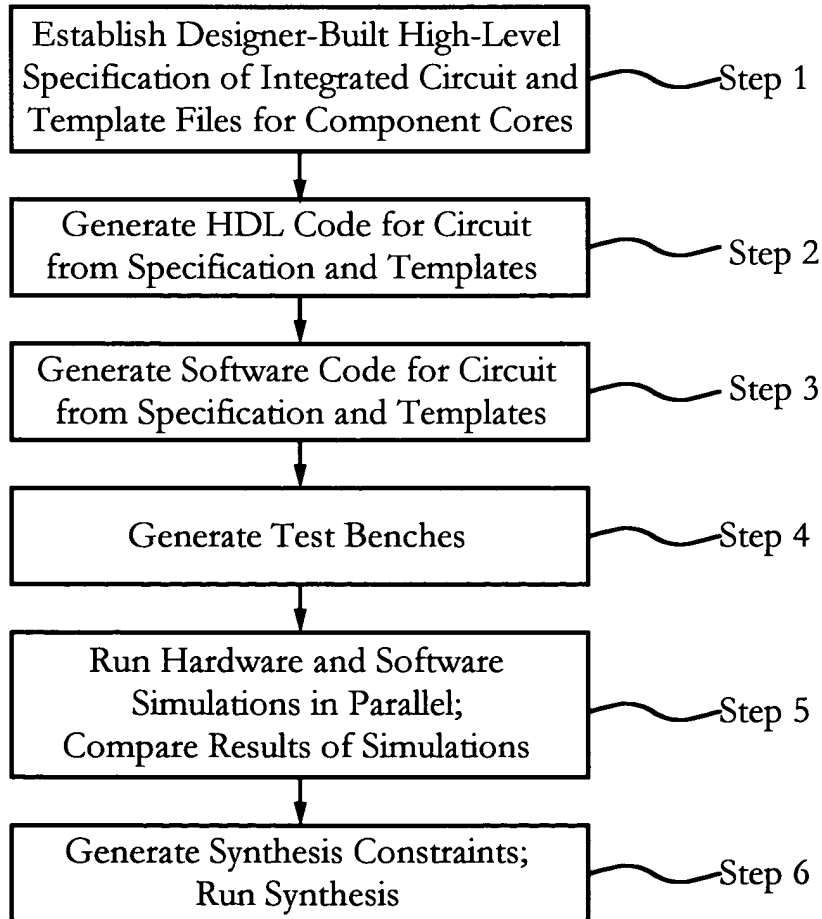 Establish Designer-Built High-Level
Specification of Integrated Circuit and
Template Files for Component Cores
Step 1
Generate HDL Code for Circuit
from Specification and Templates
Step 2
Generate Software Code for Circuit
from Specification and Templates
Step 3
Generate Test Benches
Step 4
Run Hardware and Software
Simulations in Parallel;
Compare Results of Simulations
Step 5
Generate Synthesis Constraints;
Run Synthesis
Step 6